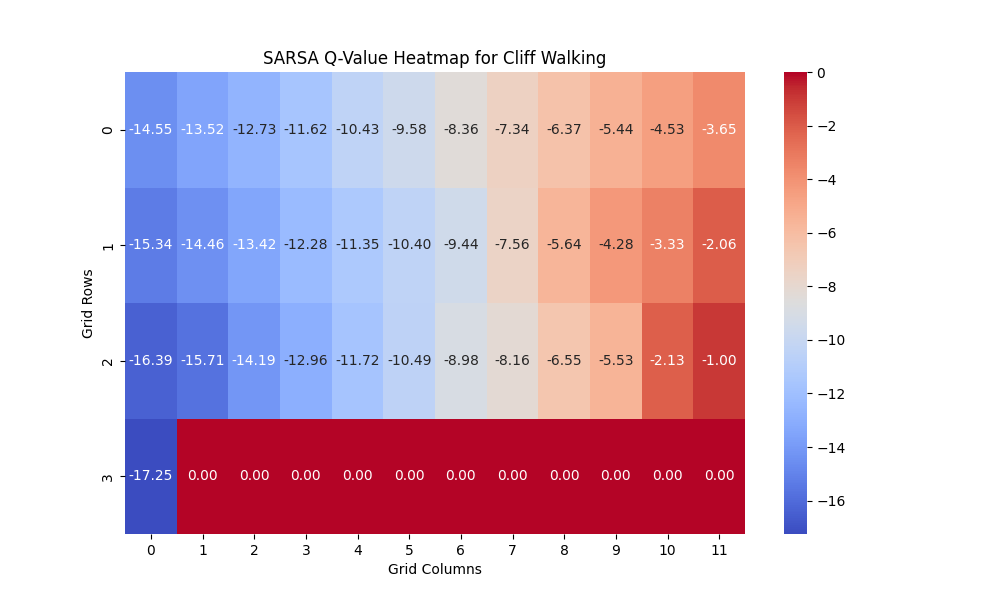 SARSA Q-Value Heatmap for Cliff Walking
0 -14.55 -13.52 -12.73 -11.62 -10.43 -9.58 -8.36 -7.34 -6.37 -5.44 -4.53 -3.65
1 -15.34 -14.46 -13.42 -12.28 -11.35 -10.40 -9.44 -7.56 -5.64 -4.28 -3.33 -2.06
2 -16.39 -15.71 -14.19 -12.96 -11.72 -10.49 -8.98 -8.16 -6.55 -5.53 -2.13 -1.00
3 -17.25 0.00 0.00 0.00 0.00 0.00 0.00 0.00 0.00 0.00 0.00 0.00
0 1 2 3 4 5 6 7 8 9 10 11
Grid Columns
Grid Rows
0
−2
−4
−6
−8
−10
−12
−14
−16